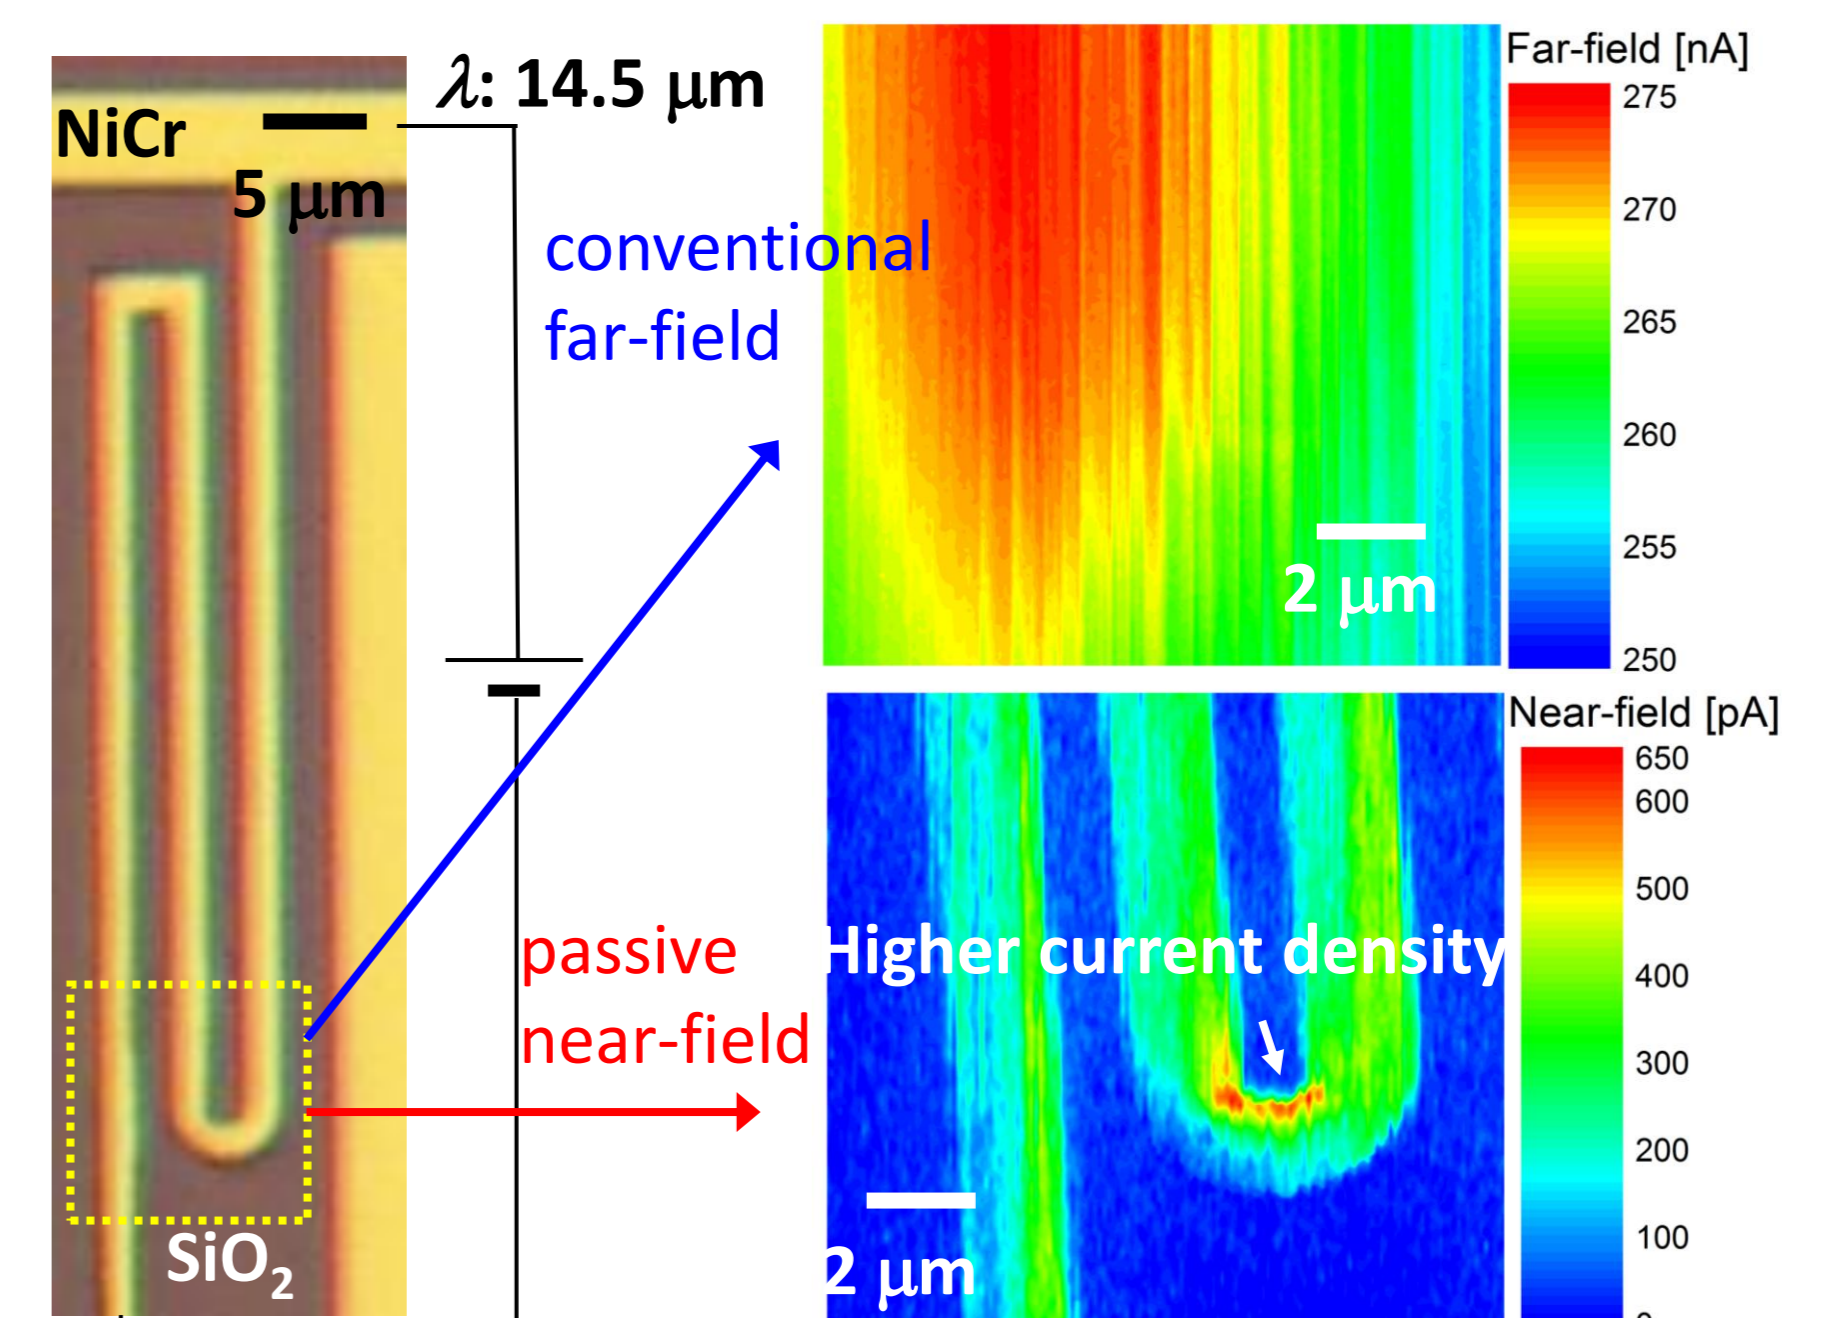 NiCr
5 μm
λ: 14.5 μm
conventional
far-field
passive
near-field
SiO₂
Far-field [nA]
275
270
265
260
255
250
2 μm
Near-field [pA]
650
600
500
400
300
200
100
Higher current density
2 μm